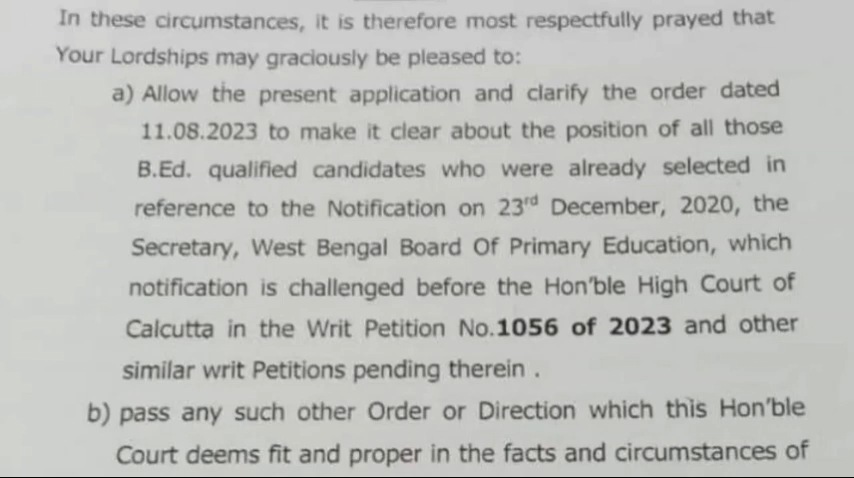 In these circumstances, it is therefore most respectfully prayed that
Your Lordships may graciously be pleased to:
a) Allow the present application and clarify the order dated
11.08.2023 to make it clear about the position of all those
B.Ed. qualified candidates who were already selected in
reference to the Notification on 23rd December, 2020, the
Secretary, West Bengal Board Of Primary Education, which
notification is challenged before the Hon'ble High Court of
Calcutta in the Writ Petition No.1056 of 2023 and other
similar writ Petitions pending therein .
b) pass any such other Order or Direction which this Hon'ble
Court deems fit and proper in the facts and circumstances of